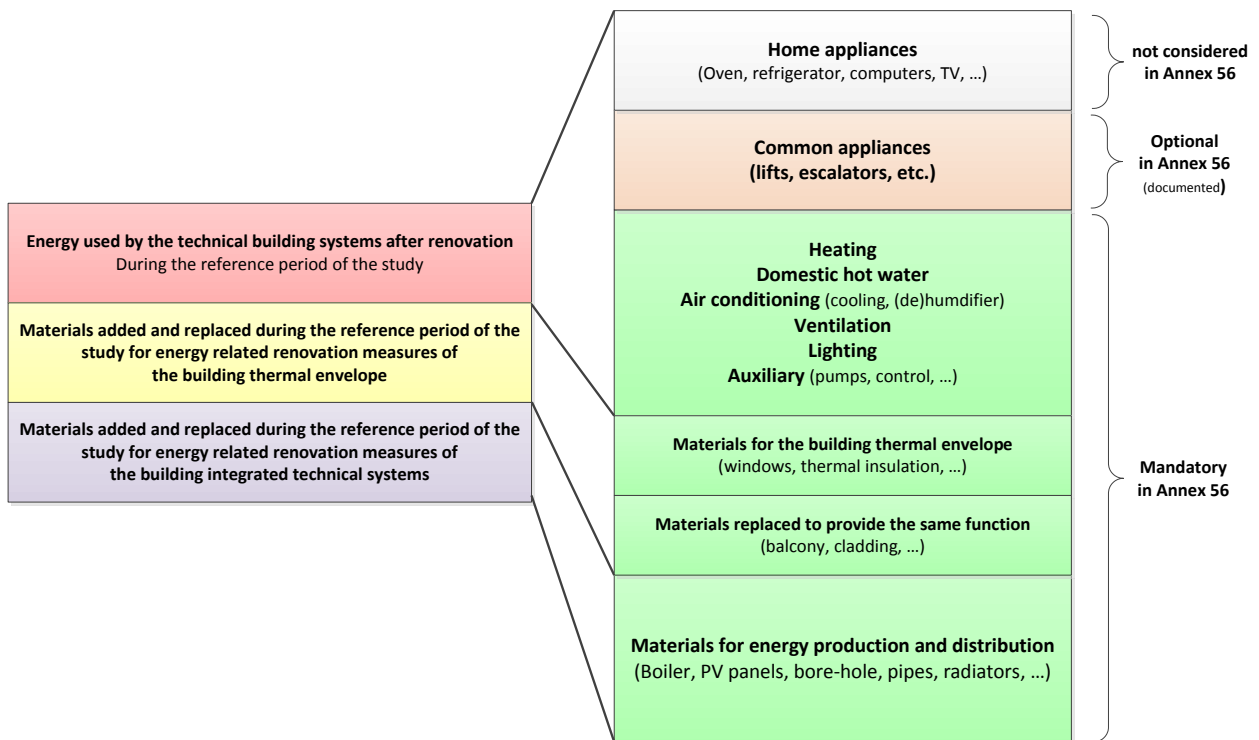 Home appliances
(Oven, refrigerator, computers, TV, ...)
not considered
in Annex 56
Common appliances
(lifts, escalators, etc.)
Optional
in Annex 56
(documented)
Energy used by the technical building systems after renovation
During the reference period of the study
Materials added and replaced during the reference period of the
study for energy related renovation measures of
the building thermal envelope
Materials added and replaced during the reference period of the
study for energy related renovation measures of
the building integrated technical systems
Heating
Domestic hot water
Air conditioning (cooling, (de)humdifier)
Ventilation
Lighting
Auxiliary (pumps, control, ...)
Materials for the building thermal envelope
(windows, thermal insulation, ...)
Materials replaced to provide the same function
(balcony, cladding, ...)
Materials for energy production and distribution
(Boiler, PV panels, bore-hole, pipes, radiators, ...)
Mandatory
in Annex 56